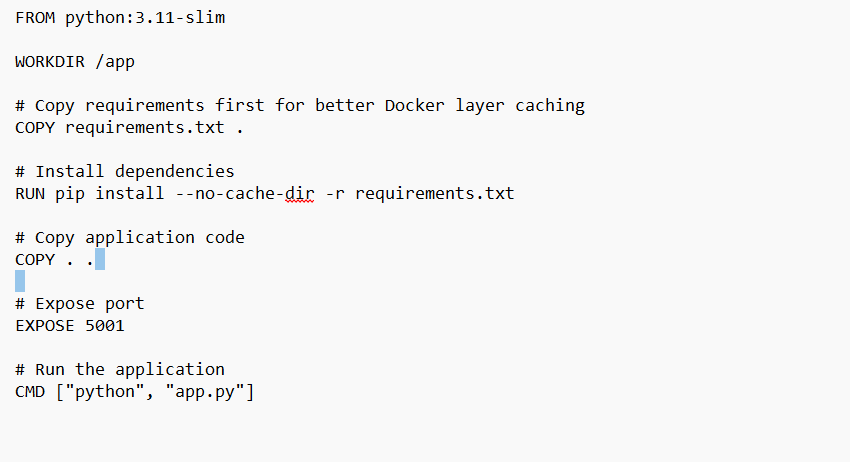 FROM python:3.11-slim
WORKDIR /app
# Copy requirements first for better Docker layer caching
COPY requirements.txt .
# Install dependencies
RUN pip install --no-cache-dir -r requirements.txt
# Copy application code
COPY . .
# Expose port
EXPOSE 5001
# Run the application
CMD ["python", "app.py"]